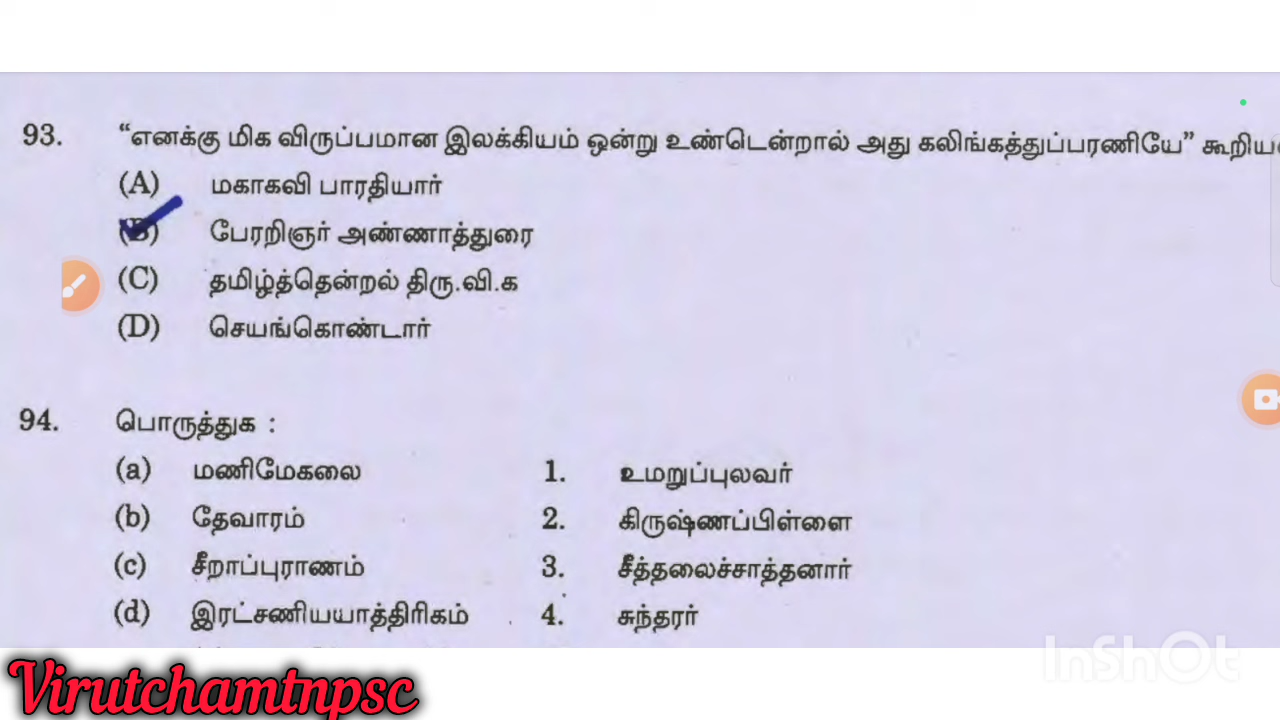 93. “எனக்கு மிக விருப்பமான இலக்கியம் ஒன்று உண்டென்றால் அது கலிங்கத்துப்பரணியே” கூறிய
(A) மகாகவி பாரதியார்
(B) பேரறிஞர் அண்ணாத்துரை
(C) தமிழ்த்தென்றல் திரு.வி.க
(D) செயங்கொண்டார்
94. பொருத்துக :
(a) மணிமேகலை 1. உமறுப்புலவர்
(b) தேவாரம் 2. கிருஷ்ணப்பிள்ளை
(c) சீறாப்புராணம் 3. சீத்தலைச்சாத்தனார்
(d) இரட்சணியயாத்திரிகம் 4. சுந்தரர்
InShOt
Virutchamtnpsc